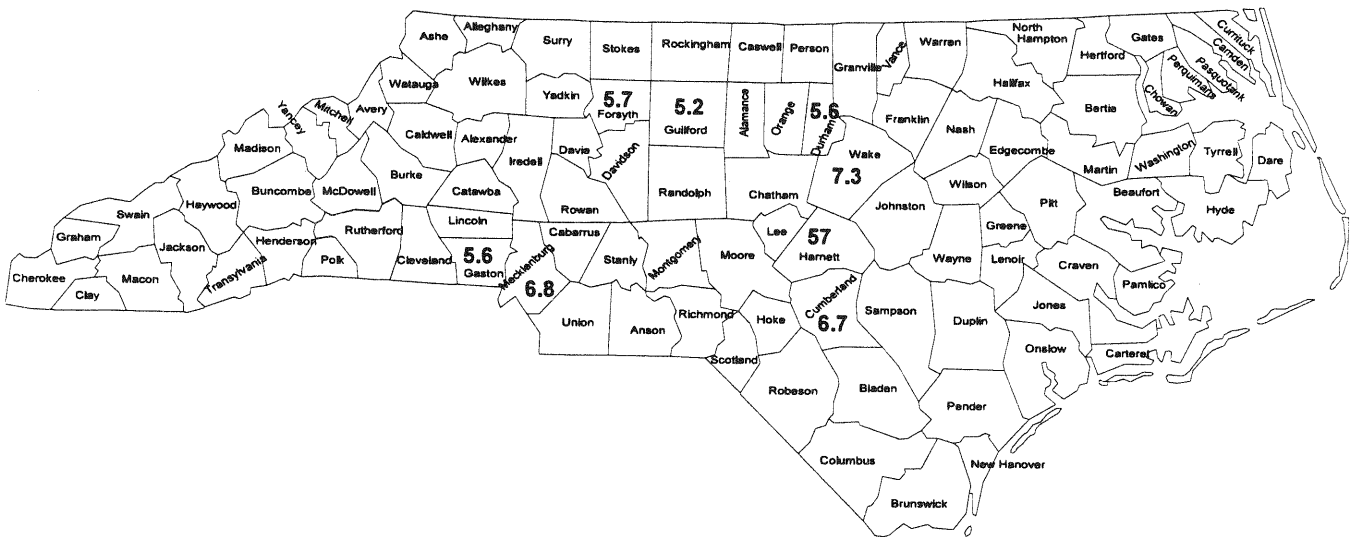 Ashe
Alleghany
Surry
Stokes
Rockingham
Caswell
Person
Granville
Vance
Warren
North
Hampton
Hertford
Gates
Currituck
Camden
Pasquotank
Perquimans
Chowan
Watauga
Wilkes
Yadkin
5.7
Forsyth
5.2
Guilford
Alamance
Orange
5.6
Durham
Franklin
Halifax
Bertie
Yancey
Mitchell
Avery
Caldwell
Alexander
Iredell
Davie
Davidson
Wake
7.3
Nash
Edgecombe
Martin
Washington
Tyrrell
Dare
Madison
Buncombe
McDowell
Burke
Catawba
Rowan
Randolph
Chatham
Johnston
Wilson
Pitt
Beaufort
Hyde
Swain
Haywood
Graham
Jackson
Henderson
Rutherford
Lincoln
Cabarrus
Lee
57
Harnett
Greene
Cherokee
Clay
Macon
Transylvania
Polk
Cleveland
5.6
Gaston
Mecklenburg
6.8
Stanly
Montgomery
Moore
Wayne
Lenoir
Craven
Pamlico
Union
Anson
Richmond
Scotland
Hoke
Cumberland
6.7
Sampson
Duplin
Jones
Onslow
Carteret
Robeson
Bladen
Pender
Columbus
Brunswick
New Hanover